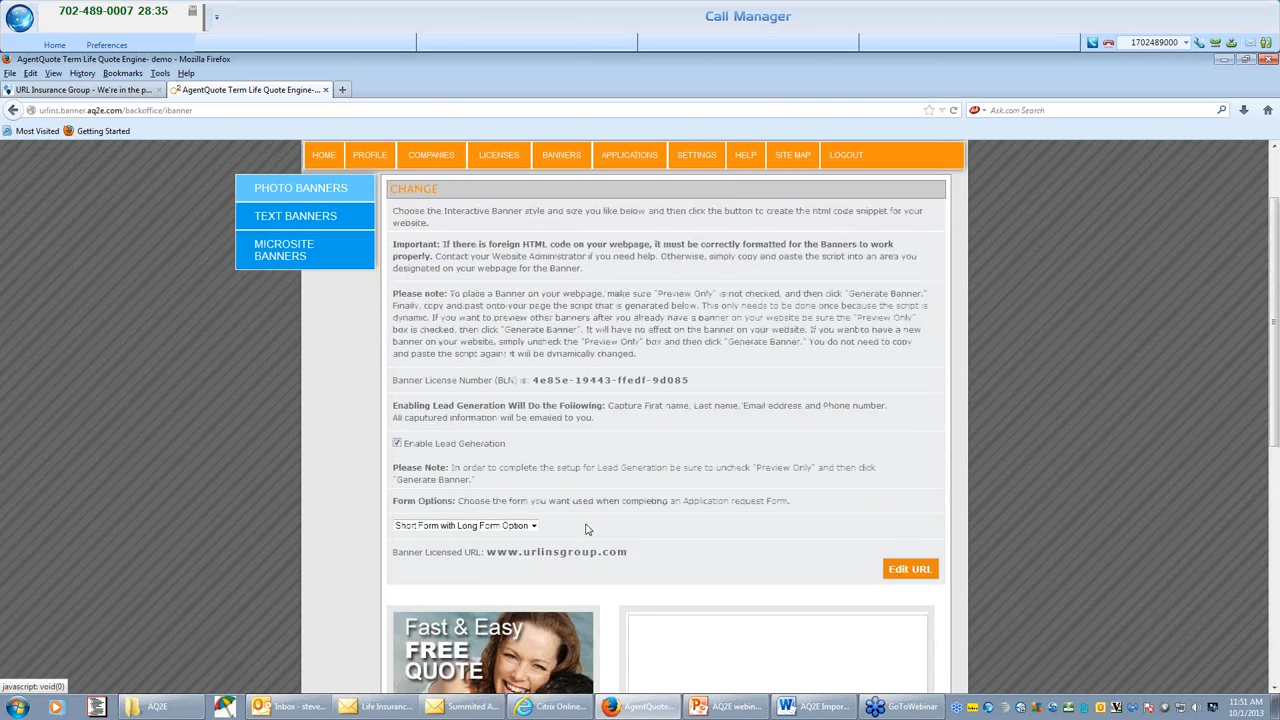 702-489-0007 28:35
Call Manager
Home Preferences
1702489000
AgentQuote Term Life Quote Engine- demo - Mozilla Firefox
File Edit View History Bookmarks Tools Help
URL Insurance Group - We're in the p...
AgentQuote Term Life Quote Engine-...
urlins.banner.aq2e.com/backoffice/ibanner
Ask.com Search
Most Visited Getting Started
HOME PROFILE COMPANIES LICENSES BANNERS APPLICATIONS SETTINGS HELP SITE MAP LOGOUT
PHOTO BANNERS
TEXT BANNERS
MICROSITE
BANNERS
CHANGE
Choose the Interactive Banner style and size you like below and then click the button to create the html code snippet for your
website.
Important: If there is foreign HTML code on your webpage, it must be correctly formatted for the Banners to work
properly. Contact your Website Administrator if you need help. Otherwise, simply copy and paste the script into an area you
designated on your webpage for the Banner.
Please note: To place a Banner on your webpage, make sure "Preview Only" is not checked, and then click "Generate Banner."
Finally, copy and past onto your page the script that is generated below. This only needs to be done once because the script is
dynamic. If you want to preview other banners after you already have a banner on your website be sure the "Preview Only"
box is checked, then click "Generate Banner". It will have no effect on the banner on your website. If you want to have a new
banner on your website, simply uncheck the "Preview Only" box and then click "Generate Banner." You do not need to copy
and paste the script again; it will be dynamically changed.
Banner License Number (BLN) is: 4e85e-19443-ffedf-9d085
Enabling Lead Generation Will Do the Following: Capture First name, Last name, Email address and Phone number.
All caputured information will be emailed to you.
Enable Lead Generation
Please Note: In order to complete the setup for Lead Generation be sure to uncheck "Preview Only" and then click
"Generate Banner."
Form Options: Choose the form you want used when completing an Application request Form.
Short Form with Long Form Option
Banner Licensed URL: www.urlinsgroup.com
Edit URL
Fast & Easy
FREE
QUOTE
javascript: void(0)
AQ2E
Inbox - steve...
Life Insuranc...
Summited A...
Citrix Online...
AgentQuote...
AQ2E webin...
AQ2E Impor...
GoToWebinar
11:51 AM
10/1/2013